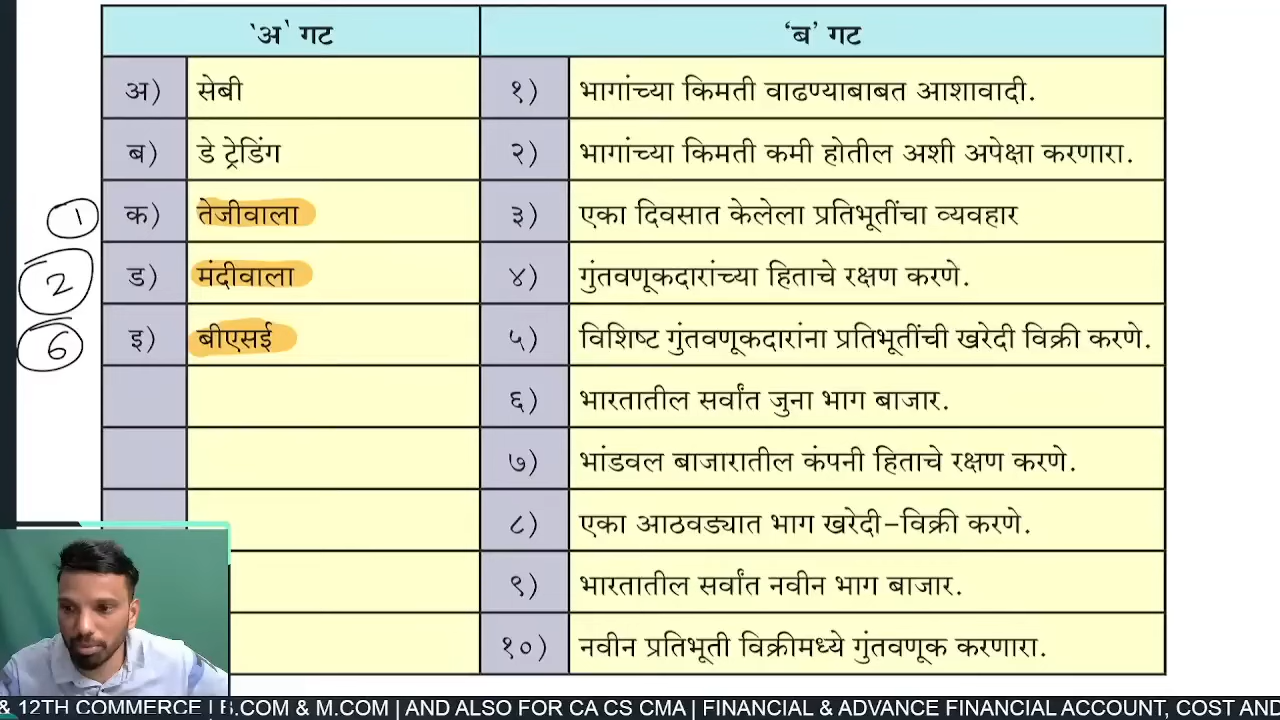 'अ' गट 'ब' गट
अ) सेबी १) भागांच्या किमती वाढण्याबाबत आशावादी.
ब) डे ट्रेडिंग २) भागांच्या किमती कमी होतील अशी अपेक्षा करणारा.
1 क) तेजीवाला ३) एका दिवसात केलेला प्रतिभूतींचा व्यवहार
2 ड) मंदीवाला ४) गुंतवणूकदारांच्या हिताचे रक्षण करणे.
6 इ) बीएसई ५) विशिष्ट गुंतवणूकदारांना प्रतिभूतींची खरेदी विक्री करणे.
६) भारतातील सर्वांत जुना भाग बाजार.
७) भांडवल बाजारातील कंपनी हिताचे रक्षण करणे.
८) एका आठवड्यात भाग खरेदी-विक्री करणे.
९) भारतातील सर्वांत नवीन भाग बाजार.
१०) नवीन प्रतिभूती विक्रीमध्ये गुंतवणूक करणारा.
& 12TH COMMERCE | B.COM & M.COM | AND ALSO FOR CA CS CMA | FINANCIAL & ADVANCE FINANCIAL ACCOUNT, COST AND